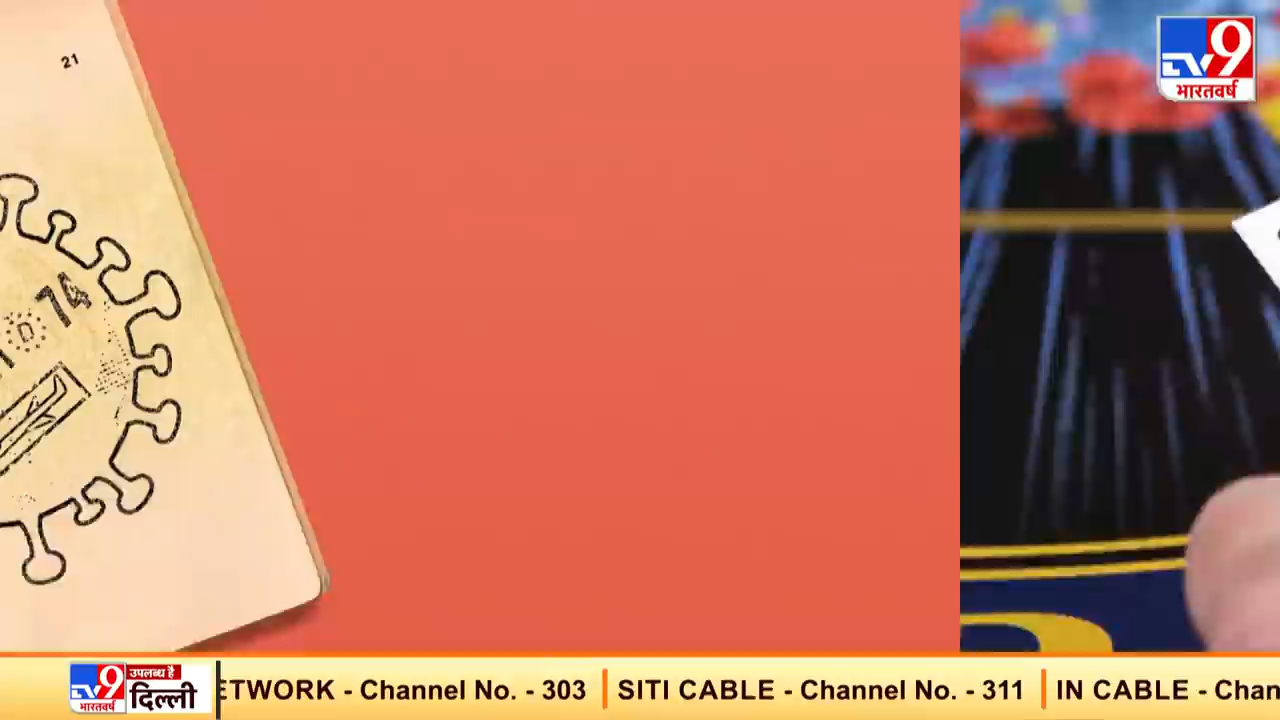 21
TV9
भारतवर्ष
D 74
TV9
भारतवर्ष
उपलब्ध है
दिल्ली
ETWORK - Channel No. - 303 | SITI CABLE - Channel No. - 311 | IN CABLE - Chan